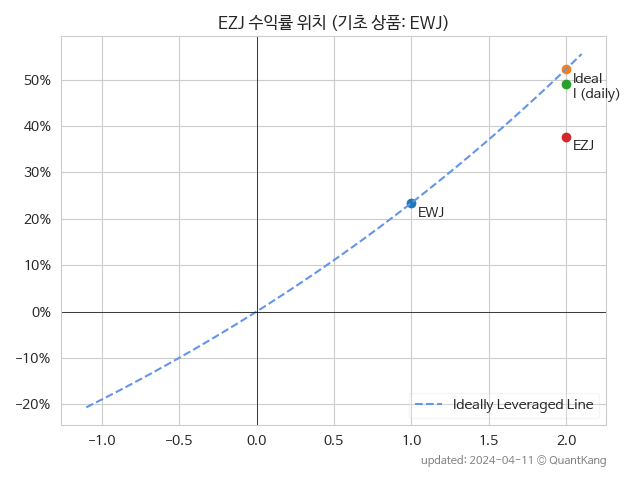 EZJ 수익률 위치 (기초 상품: EWJ)
50%
40%
30%
20%
10%
0%
−10%
−20%
Ideal
I (daily)
EZJ
EWJ
Ideally Leveraged Line
−1.0 −0.5 0.0 0.5 1.0 1.5 2.0
updated: 2024-04-11 © QuantKang